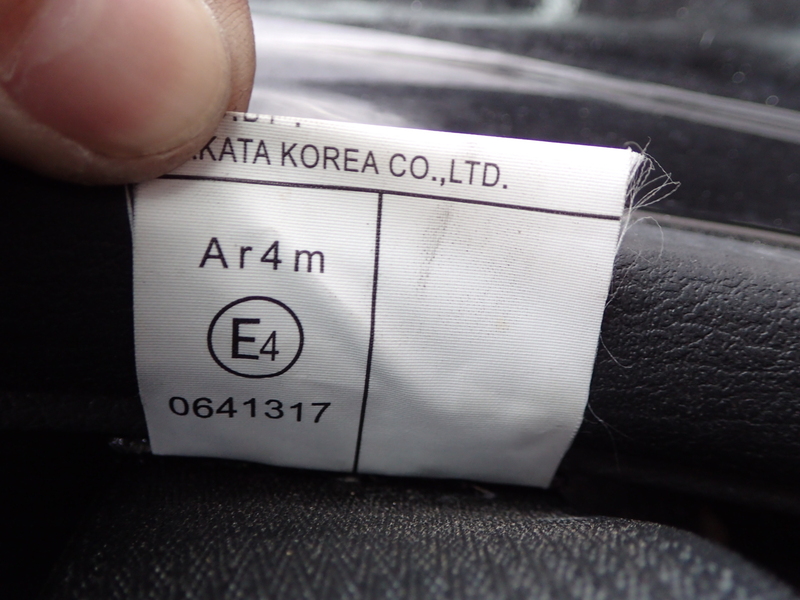 KATA KOREA CO.,LTD.
Ar4m
E4
0641317